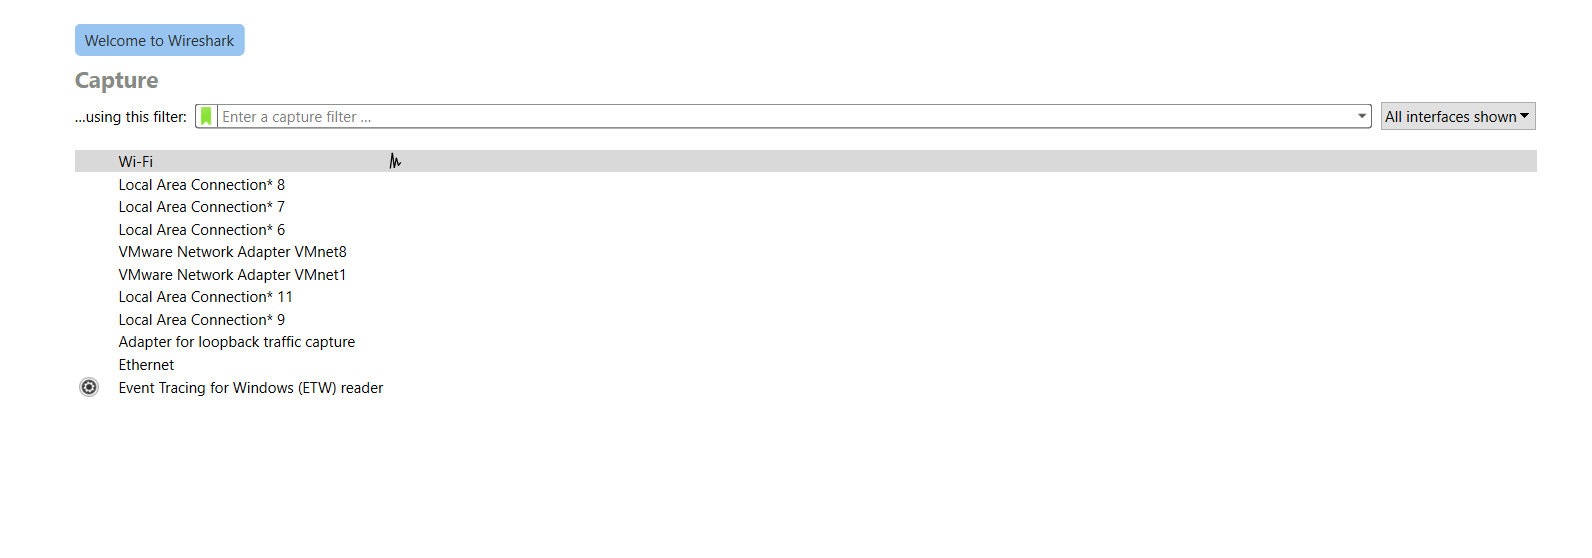 Welcome to Wireshark
Capture
...using this filter: Enter a capture filter ... All interfaces shown
Wi-Fi
Local Area Connection* 8
Local Area Connection* 7
Local Area Connection* 6
VMware Network Adapter VMnet8
VMware Network Adapter VMnet1
Local Area Connection* 11
Local Area Connection* 9
Adapter for loopback traffic capture
Ethernet
Event Tracing for Windows (ETW) reader